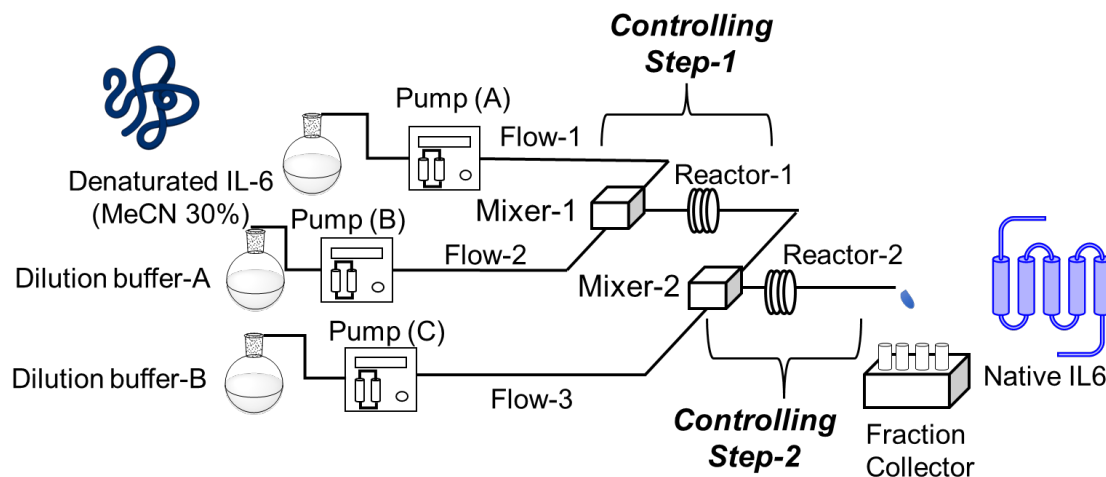 Controlling
Step-1
Pump (A)
Flow-1
Denaturated IL-6
(MeCN 30%)
Reactor-1
Mixer-1
Pump (B)
Flow-2
Dilution buffer-A
Reactor-2
Mixer-2
Pump (C)
Dilution buffer-B
Flow-3
Native IL6
Controlling
Step-2
Fraction
Collector